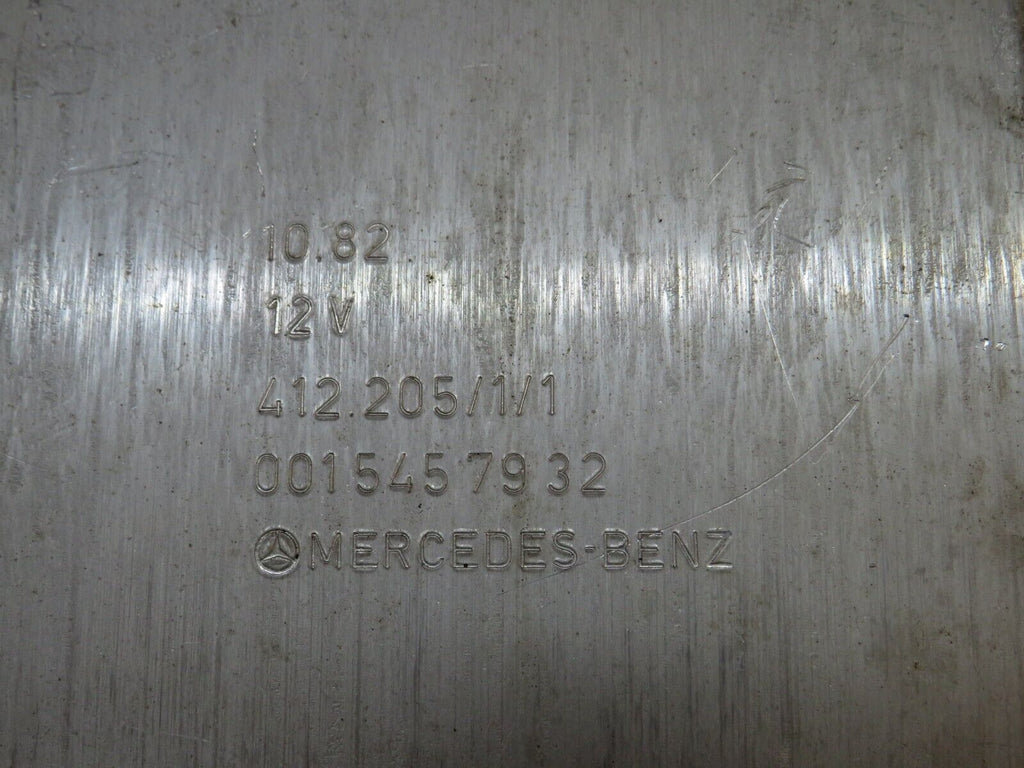 10.82
12 V
412.205/1/1
001 545 79 32
MERCEDES-BENZ